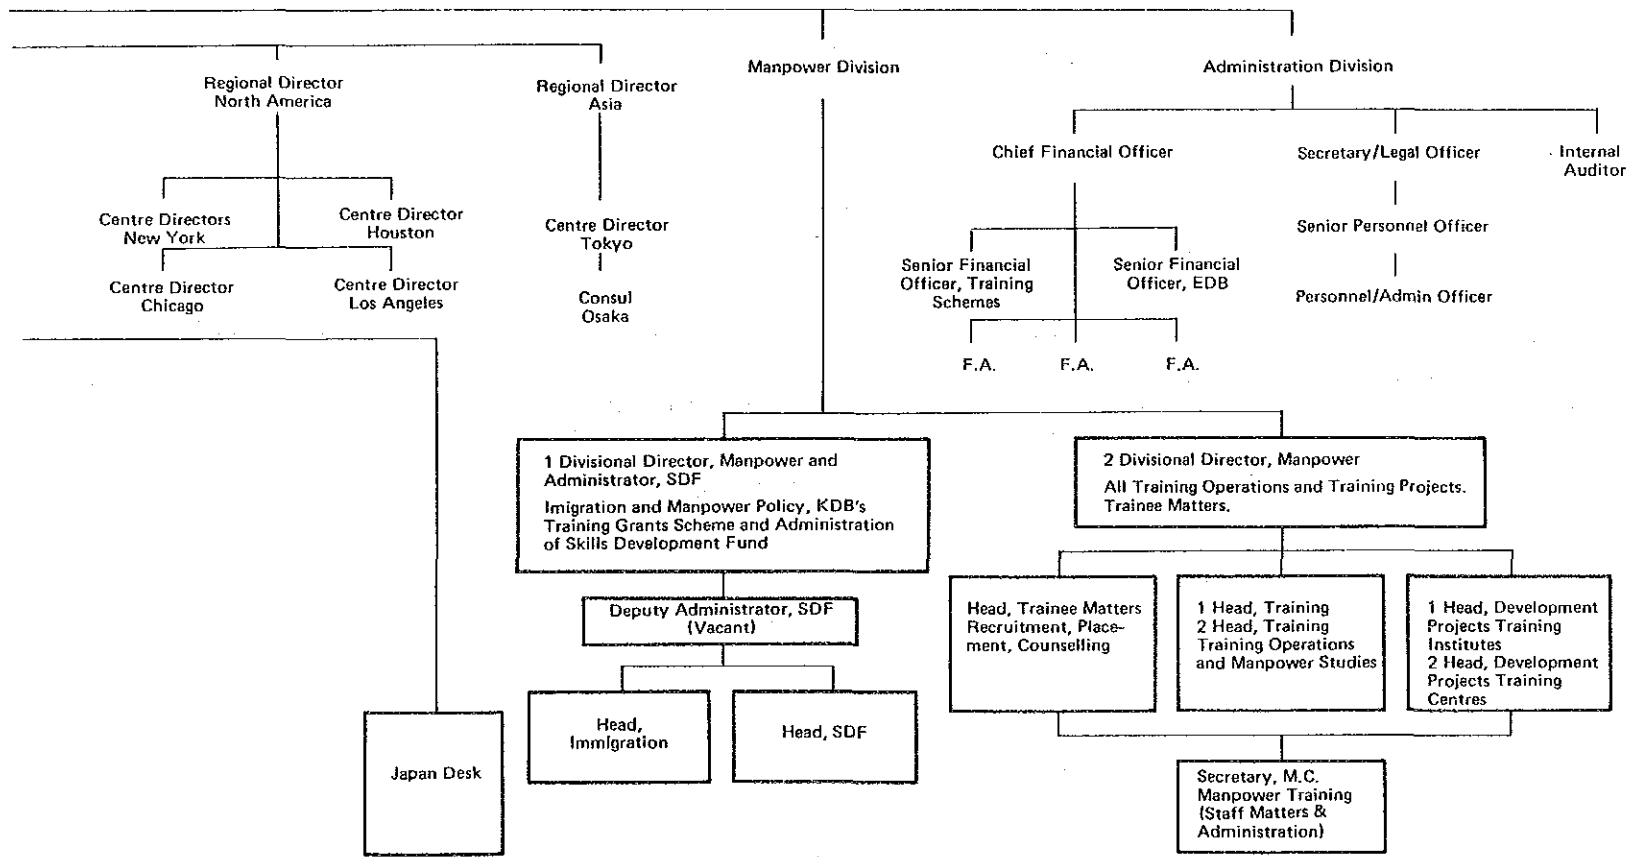 Manpower Division
Administration Division
Regional Director
North America
Regional Director
Asia
Chief Financial Officer
Secretary/Legal Officer
Internal
Auditor
Centre Directors
New York
Centre Director
Houston
Centre Director
Tokyo
Senior Personnel Officer
Centre Director
Chicago
Centre Director
Los Angeles
Consul
Osaka
Senior Financial
Officer, Training
Schemes
Senior Financial
Officer, EDB
Personnel/Admin Officer
F.A.
F.A.
F.A.
1 Divisional Director, Manpower and
Administrator, SDF
Imigration and Manpower Policy, KDB's
Training Grants Scheme and Administration
of Skills Development Fund
2 Divisional Director, Manpower
All Training Operations and Training Projects.
Trainee Matters.
Deputy Administrator, SDF
(Vacant)
Head, Trainee Matters
Recruitment, Place-
ment, Counselling
1 Head, Training
2 Head, Training
Training Operations
and Manpower Studies
1 Head, Development
Projects Training
Institutes
2 Head, Development
Projects Training
Centres
Head,
Immigration
Head, SDF
Japan Desk
Secretary, M.C.
Manpower Training
(Staff Matters &
Administration)